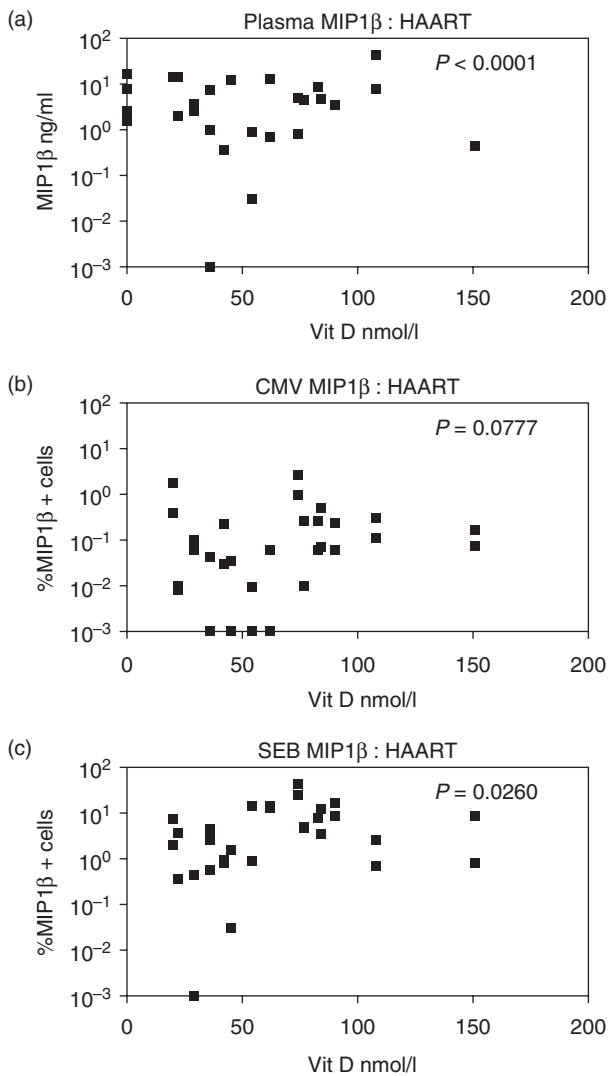 (a)
Plasma MIP1β : HAART
P < 0.0001
MIP1β ng/ml
10²
10¹
10⁰
10⁻¹
10⁻²
10⁻³
0 50 100 150 200
Vit D nmol/l
(b)
CMV MIP1β : HAART
P = 0.0777
%MIP1β + cells
10²
10¹
10⁰
10⁻¹
10⁻²
10⁻³
0 50 100 150 200
Vit D nmol/l
(c)
SEB MIP1β : HAART
P = 0.0260
%MIP1β + cells
10²
10¹
10⁰
10⁻¹
10⁻²
10⁻³
0 50 100 150 200
Vit D nmol/l